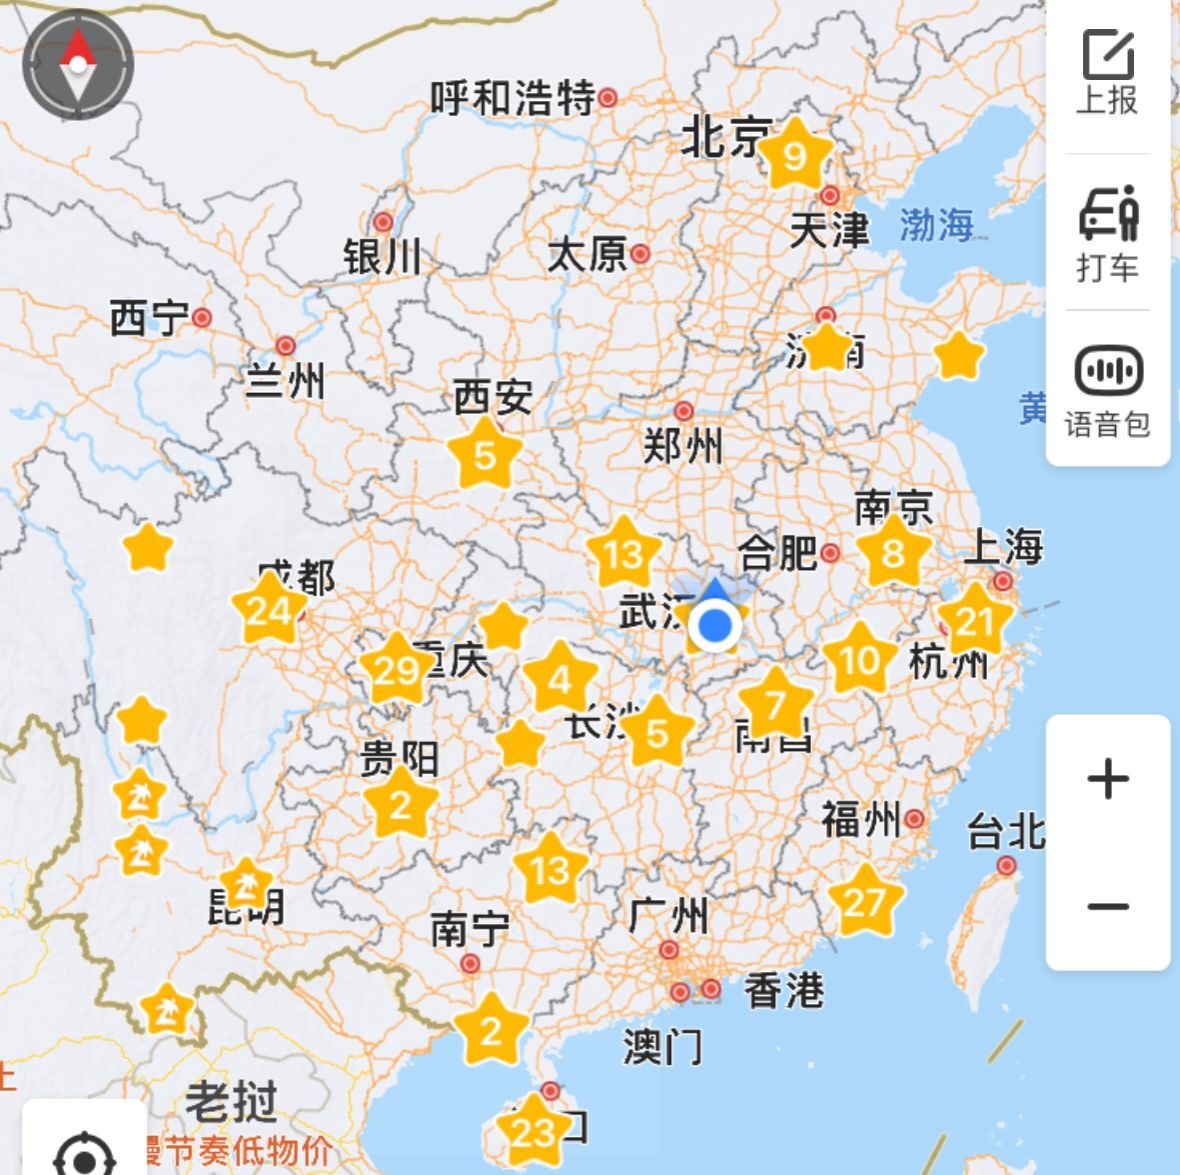 呼和浩特
上报
北京
9
天津
渤海
银川
太原
打车
西宁
济南
兰州
西安
黄
语音包
郑州
5
南京
13
合肥
8
上海
成都
24
武汉
21
重庆
29
10
杭州
4
7
长沙
5
南昌
贵阳
2
福州
台北
13
27
昆明
南宁
广州
香港
2
澳门
老挝
口
23
慢节奏低物价